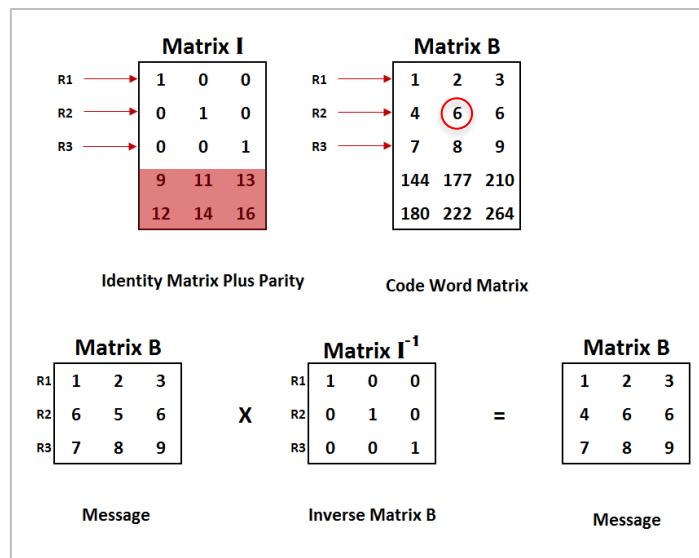 Matrix I
R1 1 0 0
R2 0 1 0
R3 0 0 1
9 11 13
12 14 16
Identity Matrix Plus Parity
Matrix B
R1 1 2 3
R2 4 6 6
R3 7 8 9
144 177 210
180 222 264
Code Word Matrix
Matrix B
R1 1 2 3
R2 6 5 6
R3 7 8 9
Message
X
Matrix I⁻¹
R1 1 0 0
R2 0 1 0
R3 0 0 1
Inverse Matrix B
=
Matrix B
1 2 3
4 6 6
7 8 9
Message